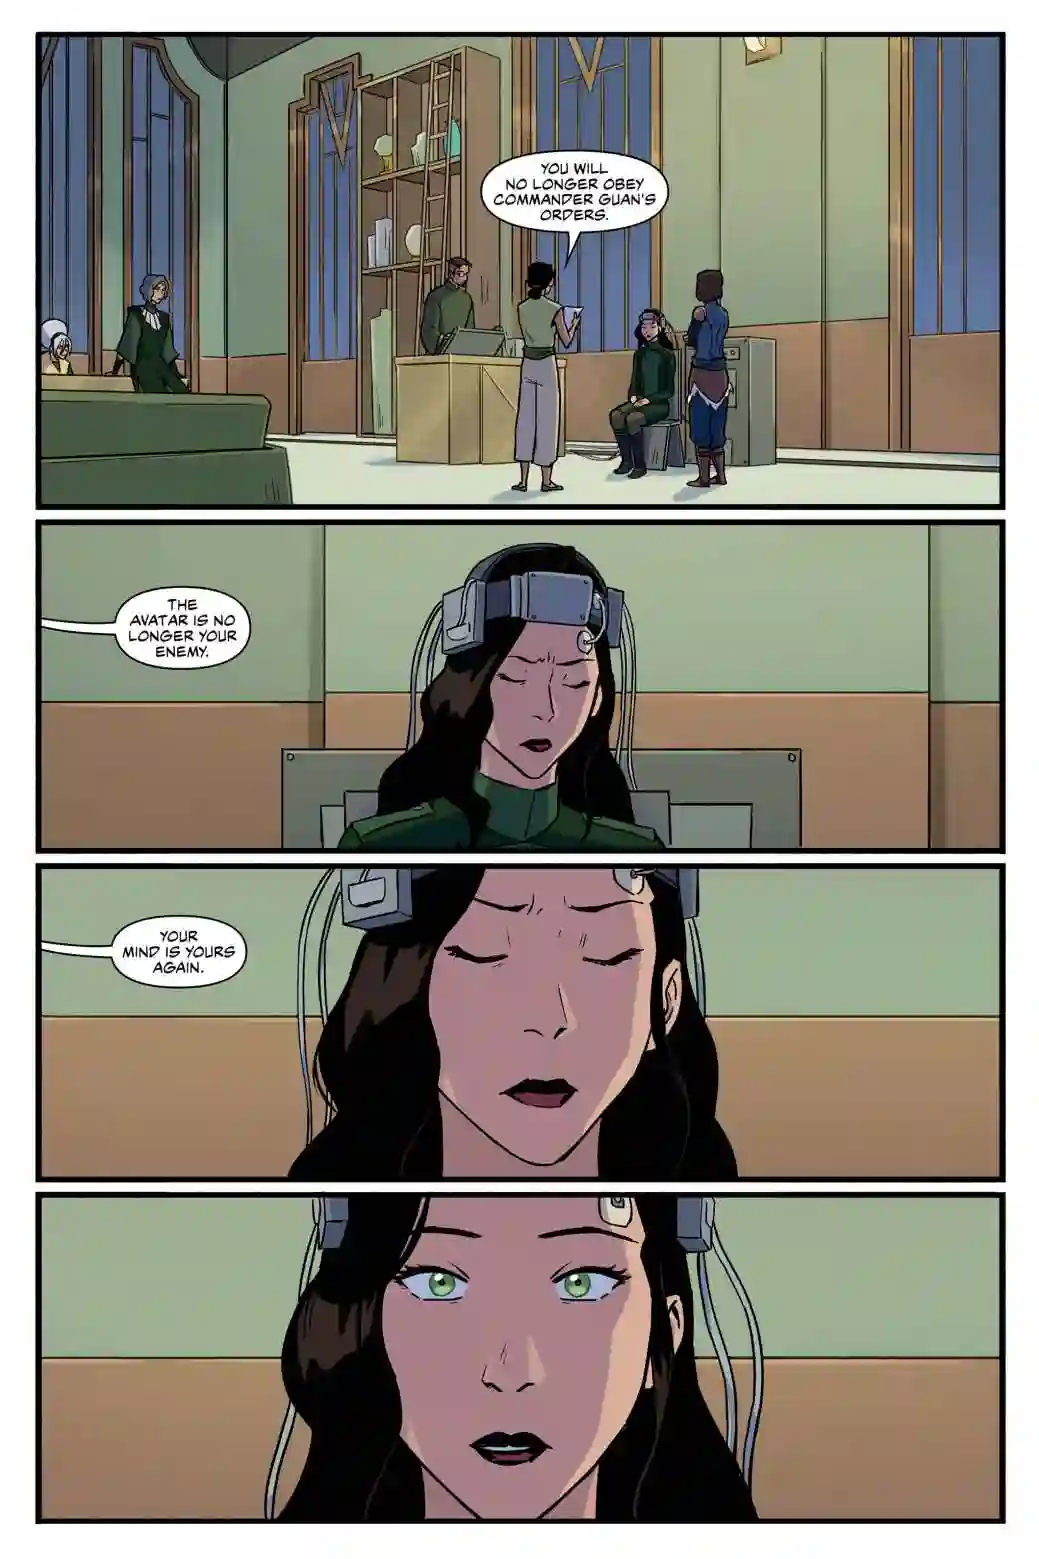 YOU WILL
NO LONGER OBEY
COMMANDER GUAN'S
ORDERS.
THE
AVATAR IS NO
LONGER YOUR
ENEMY.
YOUR
MIND IS YOURS
AGAIN.